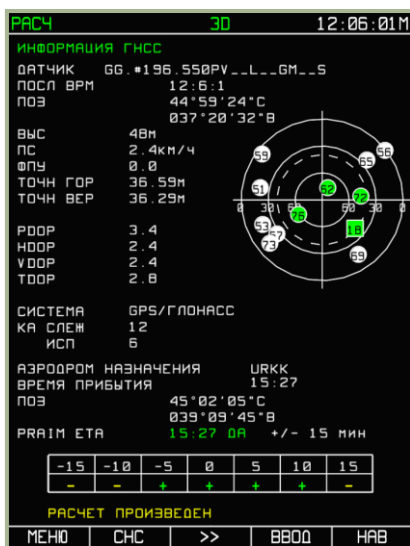 РАСЧ 3D 12:06:01М
ИНФОРМАЦИЯ ГНСС
ДАТЧИК GG.*196.550PV__L__GM__S
ПОСЛ ВРМ 12:6:1
ПОЗ 44°59'24"С
037°20'32"В
ВЫС 48М
ПС 2.4КМ/Ч
ФПУ 0.0
ТОЧН ГОР 36.59М
ТОЧН ВЕР 36.29М
59 65 56
51 62 72
0 30 60 60 30 0
76 18
53 57
73 69
PDOP 3.4
HDOP 2.4
VDOP 2.4
TDOP 2.8
СИСТЕМА GPS/ГЛОНАСС
КА СЛЕЖ 12
ИСП 6
АЭРОДРОМ НАЗНАЧЕНИЯ URKK
ВРЕМЯ ПРИБЫТИЯ 15:27
ПОЗ 45°02'05"С
039°09'45"В
PRAIM ETA 15:27 ДА +/- 15 МИН
-15 -10 -5 0 5 10 15
- - + + + + -
РАСЧЕТ ПРОИЗВЕДЕН
МЕНЮ СНС >> ВВОД НАВ